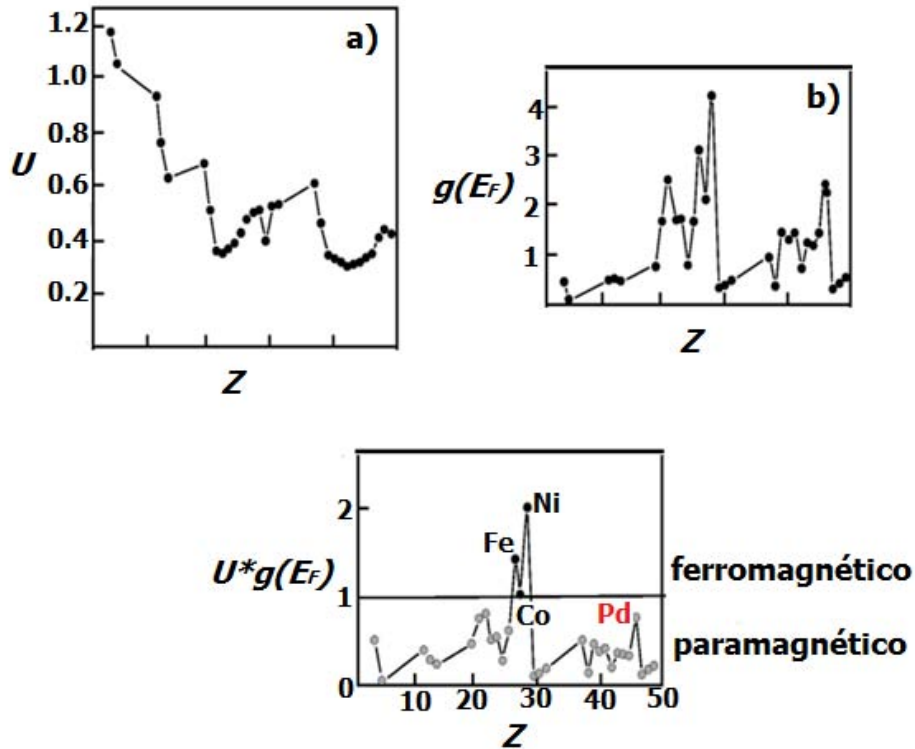 a)
1.2
1.0
0.8
U
0.6
0.4
0.2
Z
b)
4
3
g(EF)
2
1
Z
2
Ni
Fe
U*g(EF)
ferromagnético
1
Co
Pd
paramagnético
0
10 20 30 40 50
Z